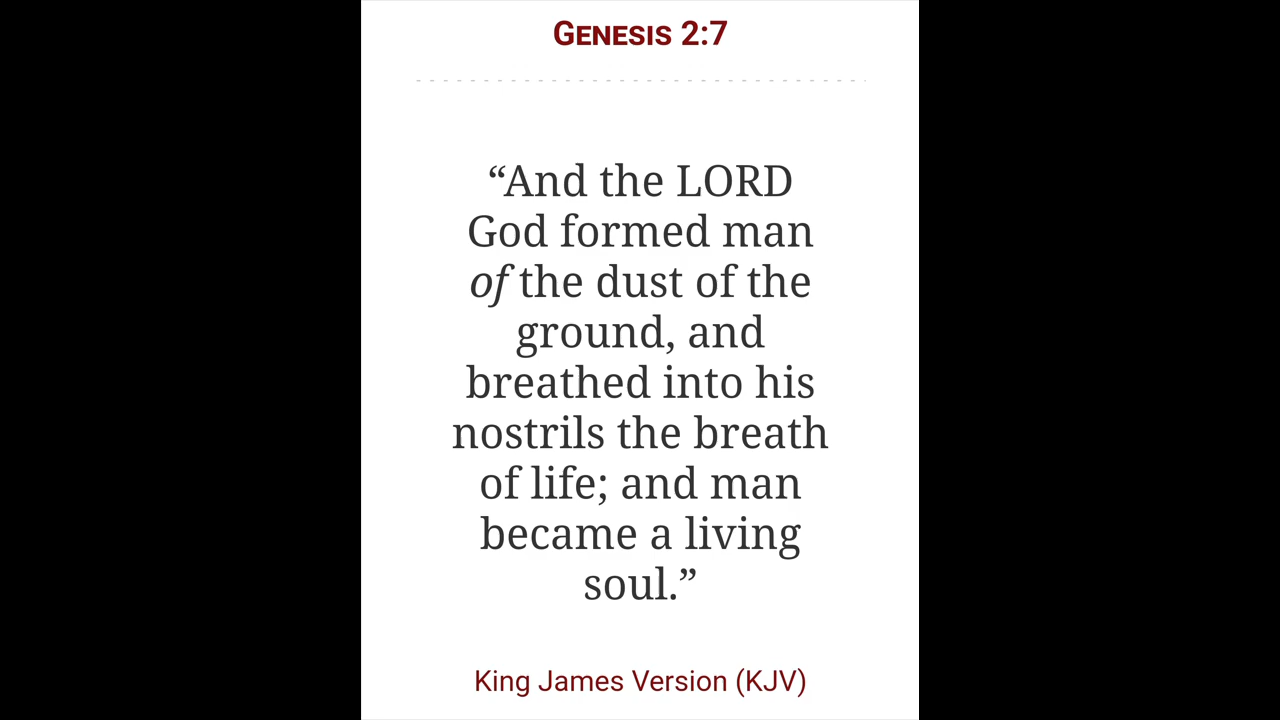 GENESIS 2:7
“And the LORD
God formed man
of the dust of the
ground, and
breathed into his
nostrils the breath
of life; and man
became a living
soul.”
King James Version (KJV)